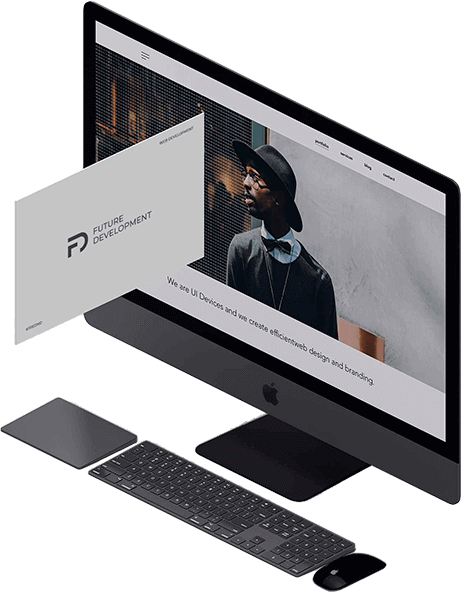 portfolio services blog contact
WEB DEVELOPMENT
FUTURE
DEVELOPMENT
We are UI Devices and we create efficientweb design and branding.